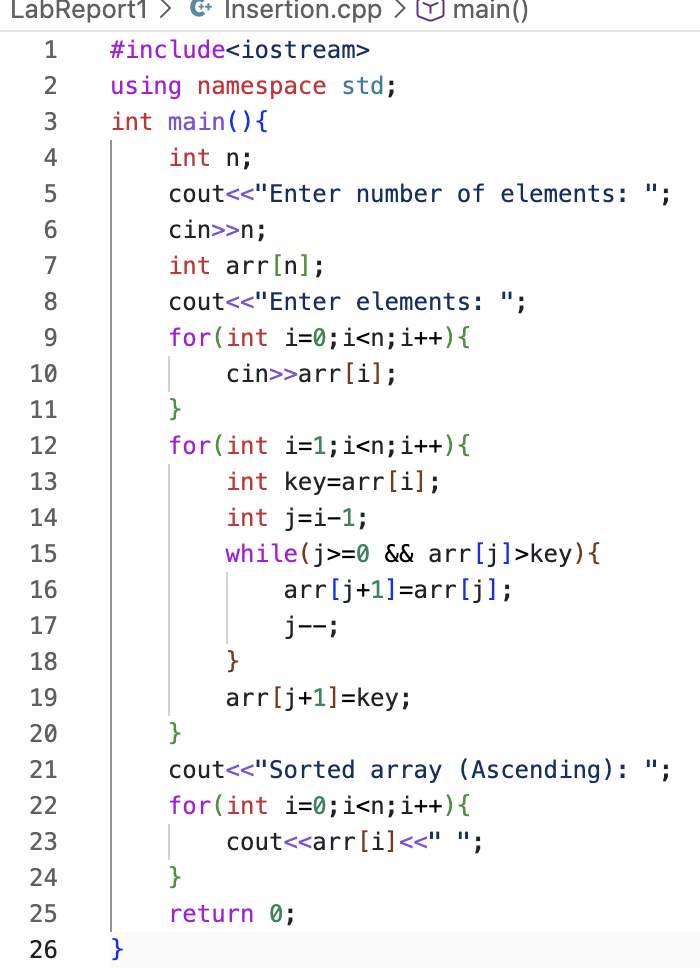 LabReport1 > Insertion.cpp > main()
1 #include<iostream>
2 using namespace std;
3 int main(){
4     int n;
5     cout<<"Enter number of elements: ";
6     cin>>n;
7     int arr[n];
8     cout<<"Enter elements: ";
9     for(int i=0;i<n;i++){
10         cin>>arr[i];
11     }
12     for(int i=1;i<n;i++){
13         int key=arr[i];
14         int j=i-1;
15         while(j>=0 && arr[j]>key){
16             arr[j+1]=arr[j];
17             j--;
18         }
19         arr[j+1]=key;
20     }
21     cout<<"Sorted array (Ascending): ";
22     for(int i=0;i<n;i++){
23         cout<<arr[i]<<" ";
24     }
25     return 0;
26 }